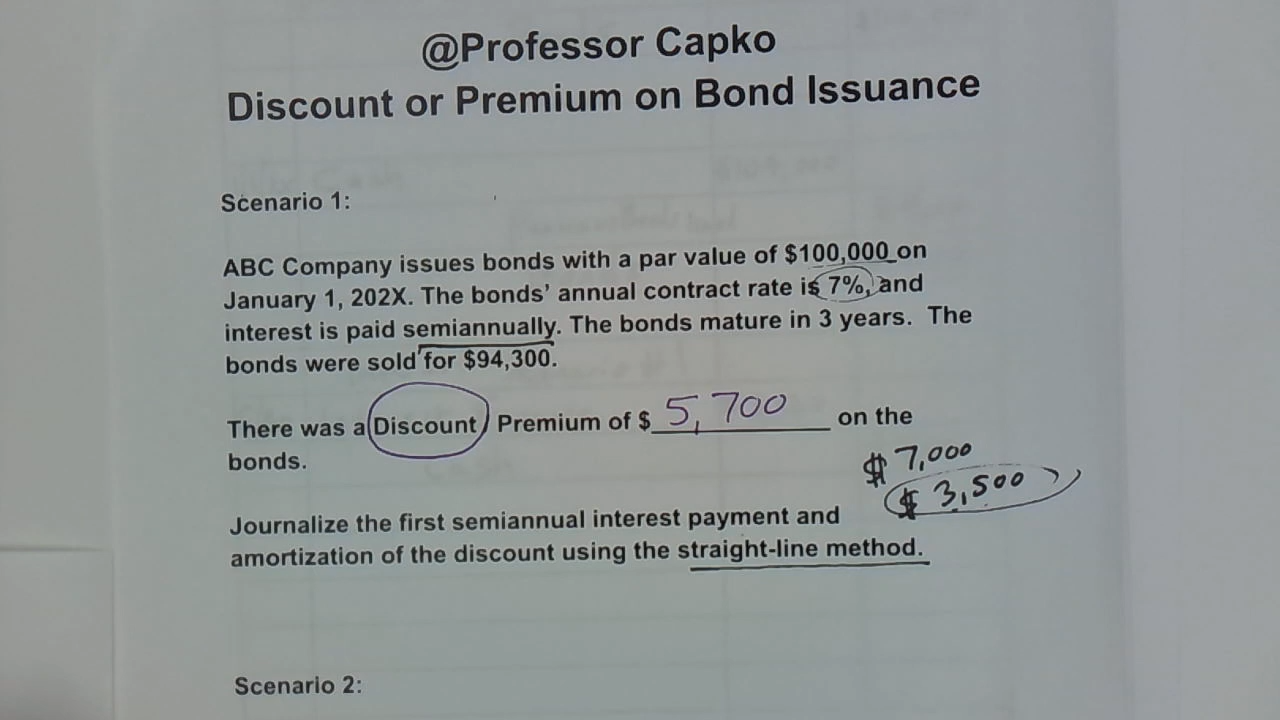 @Professor Capko
Discount or Premium on Bond Issuance
Scenario 1:
ABC Company issues bonds with a par value of $100,000 on
January 1, 202X. The bonds' annual contract rate is 7%, and
interest is paid semiannually. The bonds mature in 3 years. The
bonds were sold for $94,300.
There was a Discount / Premium of $ 5,700 on the
bonds.
$ 7,000
$ 3,500
Journalize the first semiannual interest payment and
amortization of the discount using the straight-line method.
Scenario 2: